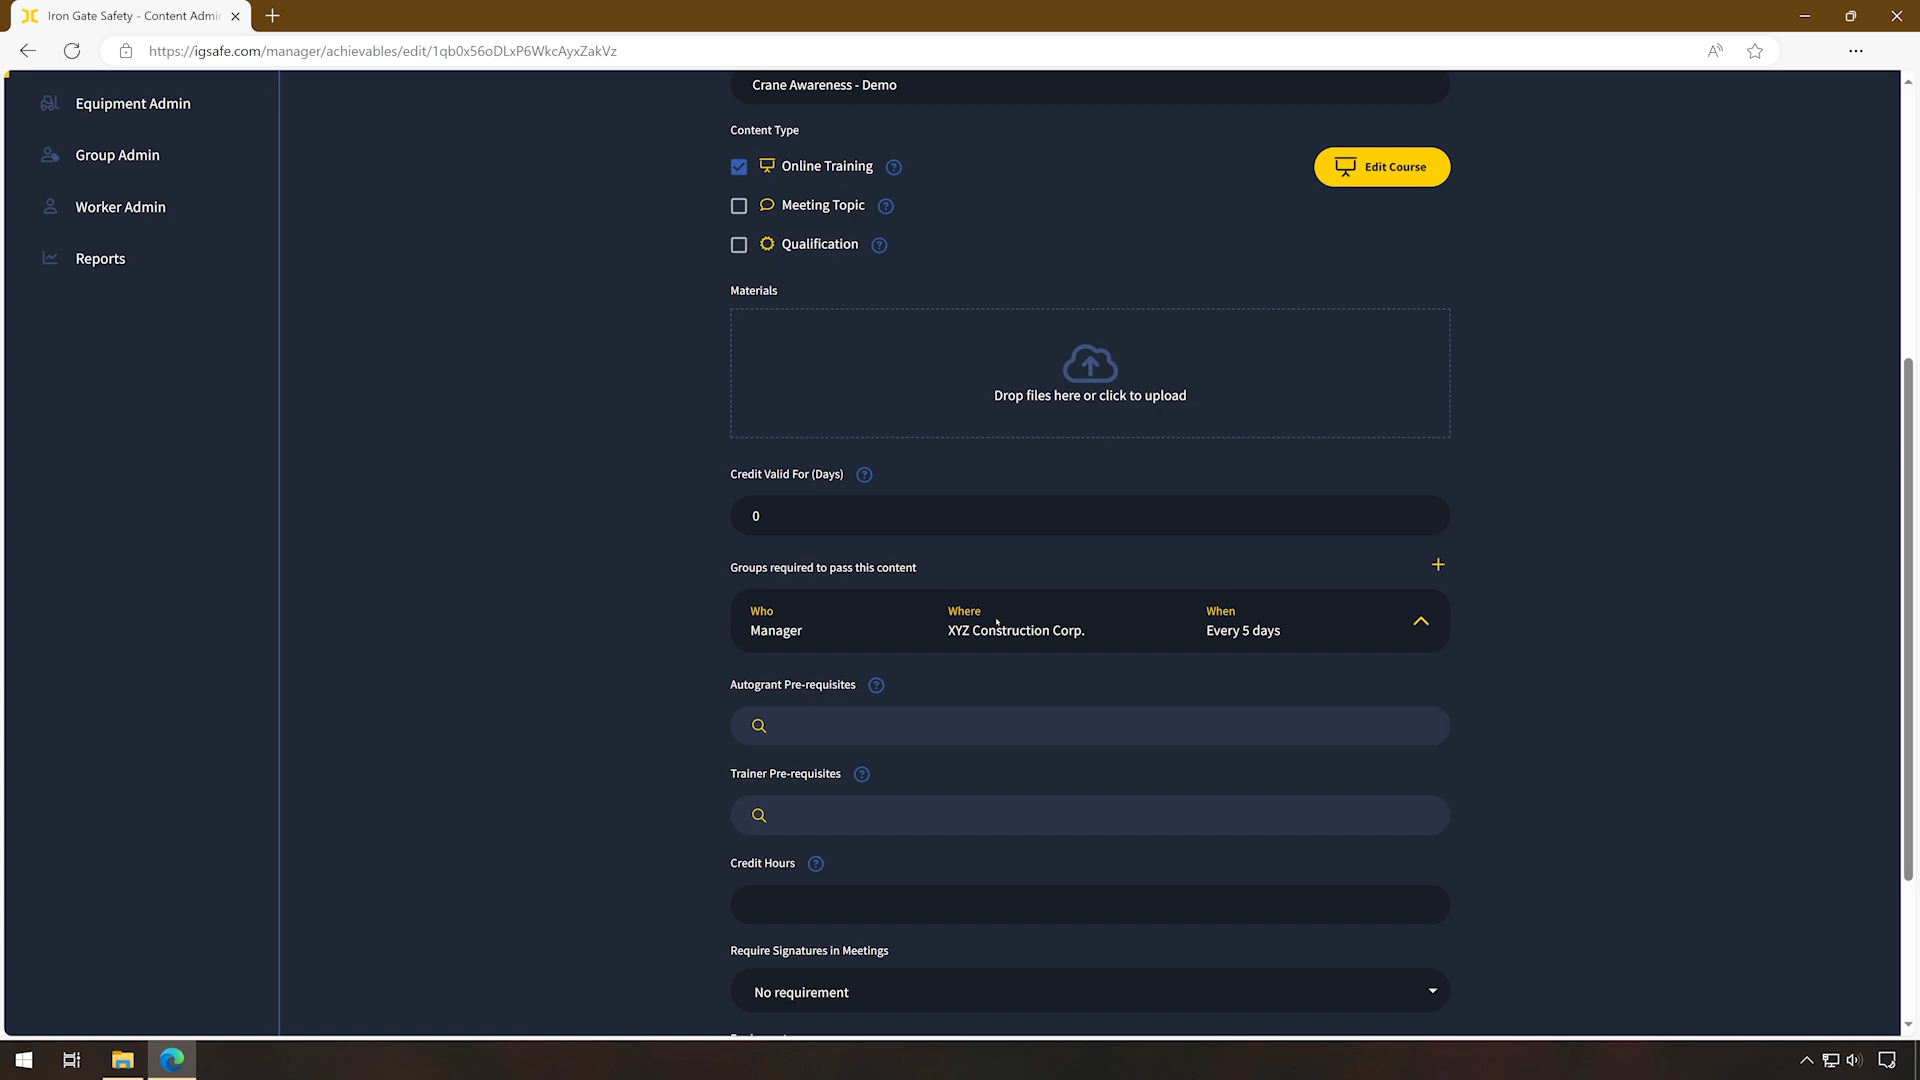 Iron Gate Safety - Content Admi
https://igsafe.com/manager/achievables/edit/1qb0x56oDLxP6WkcAyxZakVz
Equipment Admin
Group Admin
Worker Admin
Reports
Crane Awareness - Demo
Content Type
Online Training
Edit Course
Meeting Topic
Qualification
Materials
Drop files here or click to upload
Credit Valid For (Days)
0
Groups required to pass this content
Who Where When
Manager XYZ Construction Corp. Every 5 days
Autogrant Pre-requisites
Trainer Pre-requisites
Credit Hours
Require Signatures in Meetings
No requirement